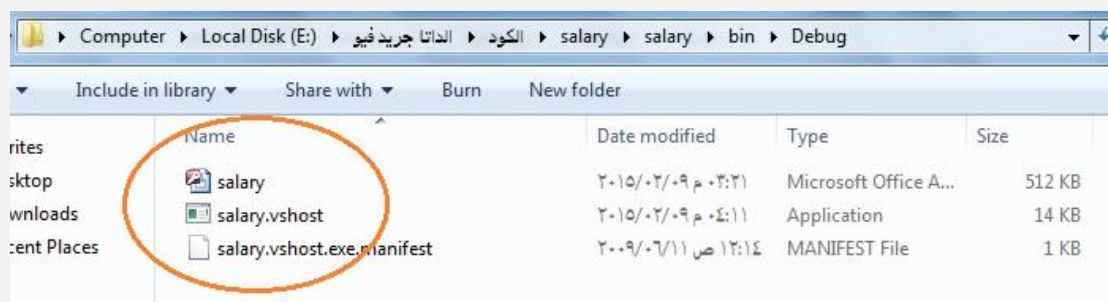 Computer ▸ Local Disk (E:) ▸ الداتا جريد فيو ▸ الكود ▸ salary ▸ salary ▸ bin ▸ Debug
Include in library Share with Burn New folder
Name Date modified Type Size
rites
sktop
wnloads
cent Places
salary ٢٠١٥/٠٢/٠٩ ٠٣:٢١ م Microsoft Office A... 512 KB
salary.vshost ٢٠١٥/٠٢/٠٩ ٠٤:١١ م Application 14 KB
salary.vshost.exe.manifest ٢٠٠٩/٠٦/١١ ١٢:١٤ ص MANIFEST File 1 KB